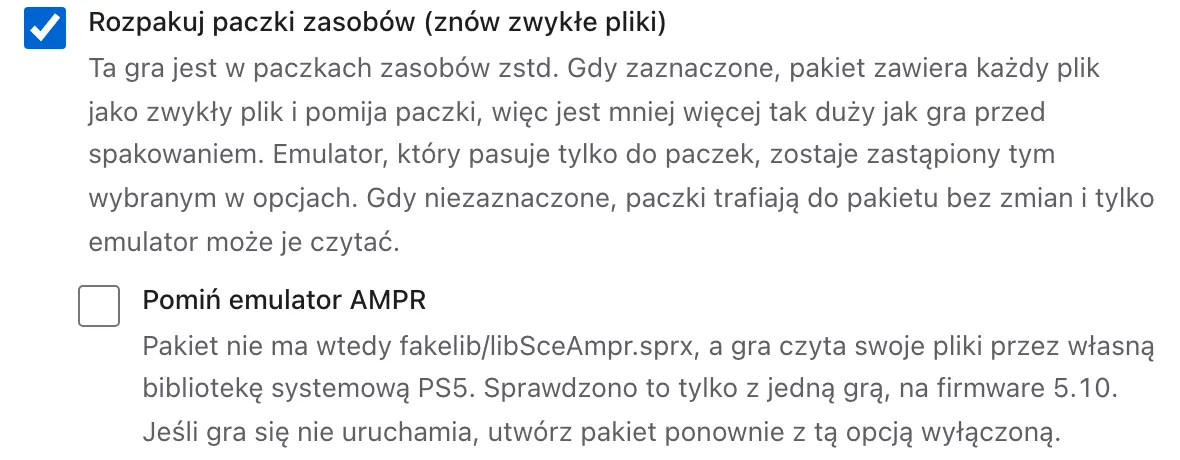 Rozpakuj paczki zasobów (znów zwykłe pliki)
Ta gra jest w paczkach zasobów zstd. Gdy zaznaczone, pakiet zawiera każdy plik
jako zwykły plik i pomija paczki, więc jest mniej więcej tak duży jak gra przed
spakowaniem. Emulator, który pasuje tylko do paczek, zostaje zastąpiony tym
wybranym w opcjach. Gdy niezaznaczone, paczki trafiają do pakietu bez zmian i tylko
emulator może je czytać.
Pomiń emulator AMPR
Pakiet nie ma wtedy fakelib/libSceAmpr.sprx, a gra czyta swoje pliki przez własną
bibliotekę systemową PS5. Sprawdzono to tylko z jedną grą, na firmware 5.10.
Jeśli gra się nie uruchamia, utwórz pakiet ponownie z tą opcją wyłączoną.